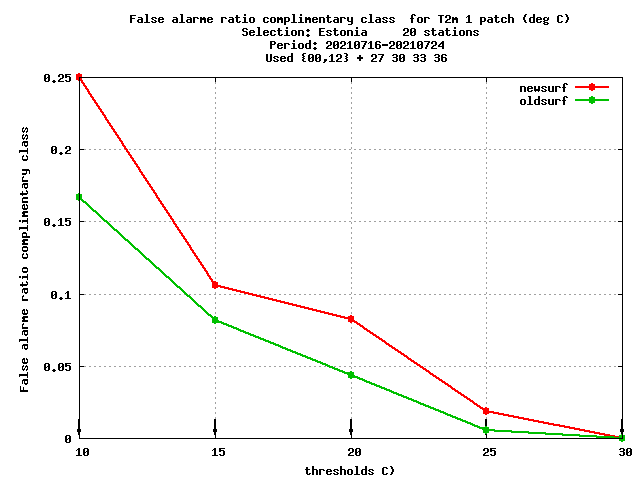 False alarme ratio complimentary class  for T2m 1 patch (deg C)
Selection: Estonia     20 stations
Period: 20210716-20210724
Used {00,12} + 27 30 33 36
newsurf
oldsurf
False alarme ratio complimentary class
0.25
0.2
0.15
0.1
0.05
0
10 15 20 25 30
thresholds C)